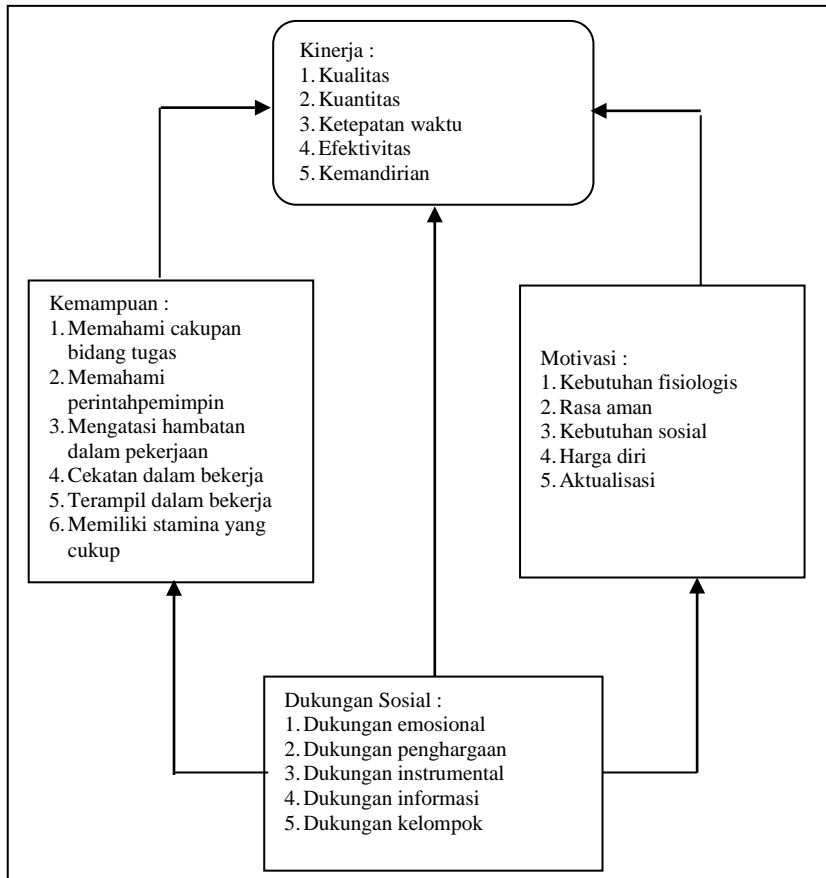 Kinerja :
1. Kualitas
2. Kuantitas
3. Ketepatan waktu
4. Efektivitas
5. Kemandirian
Kemampuan :
1. Memahami cakupan
bidang tugas
2. Memahami
perintahpemimpin
3. Mengatasi hambatan
dalam pekerjaan
4. Cekatan dalam bekerja
5. Terampil dalam bekerja
6. Memiliki stamina yang
cukup
Motivasi :
1. Kebutuhan fisiologis
2. Rasa aman
3. Kebutuhan sosial
4. Harga diri
5. Aktualisasi
Dukungan Sosial :
1. Dukungan emosional
2. Dukungan penghargaan
3. Dukungan instrumental
4. Dukungan informasi
5. Dukungan kelompok